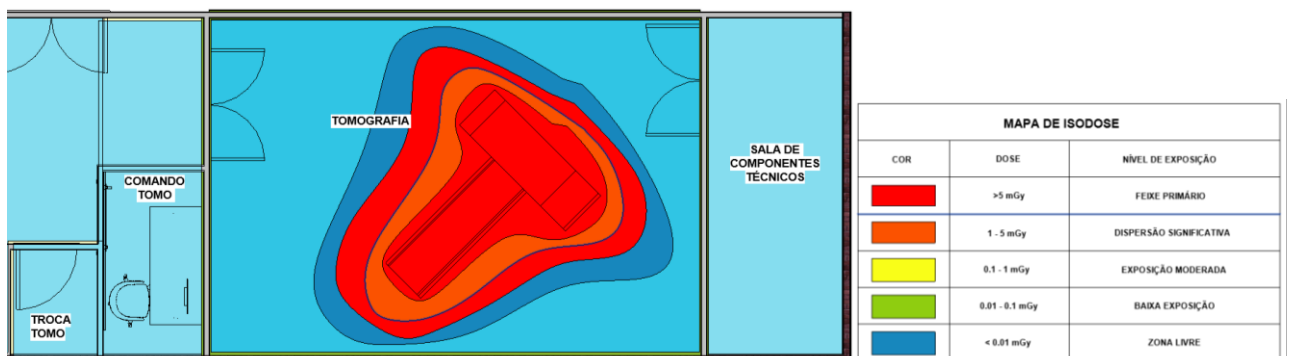 TOMOGRAFIA
COMANDO
TOMO
TROCA
TOMO
SALA DE
COMPONENTES
TÉCNICOS
MAPA DE ISODOSE
COR DOSE NÍVEL DE EXPOSIÇÃO
>5 mGy FEIXE PRIMÁRIO
1 - 5 mGy DISPERSÃO SIGNIFICATIVA
0.1 - 1 mGy EXPOSIÇÃO MODERADA
0.01 - 0.1 mGy BAIXA EXPOSIÇÃO
< 0.01 mGy ZONA LIVRE